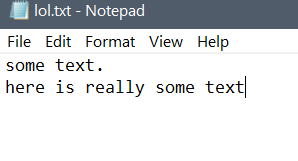 lol.txt - Notepad
File Edit Format View Help
some text.
here is really some text